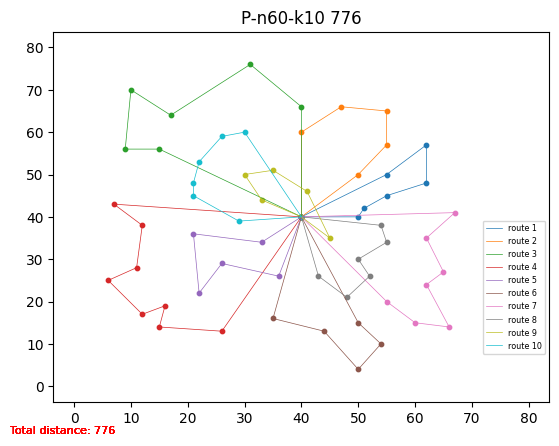 P-n60-k10 776
80
70
60
50
40
30
20
10
0
route 1
route 2
route 3
route 4
route 5
route 6
route 7
route 8
route 9
route 10
0 10 20 30 40 50 60 70 80
Total distance: 776